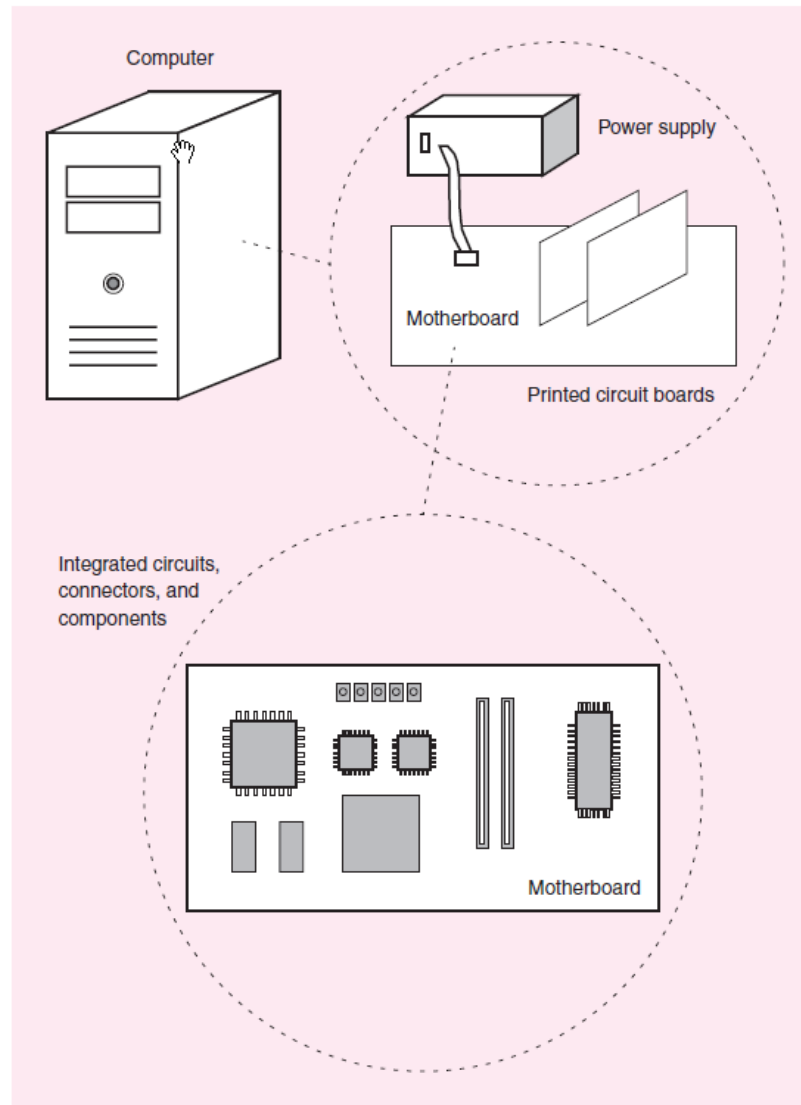 Computer
Power supply
Motherboard
Printed circuit boards
Integrated circuits,
connectors, and
components
Motherboard